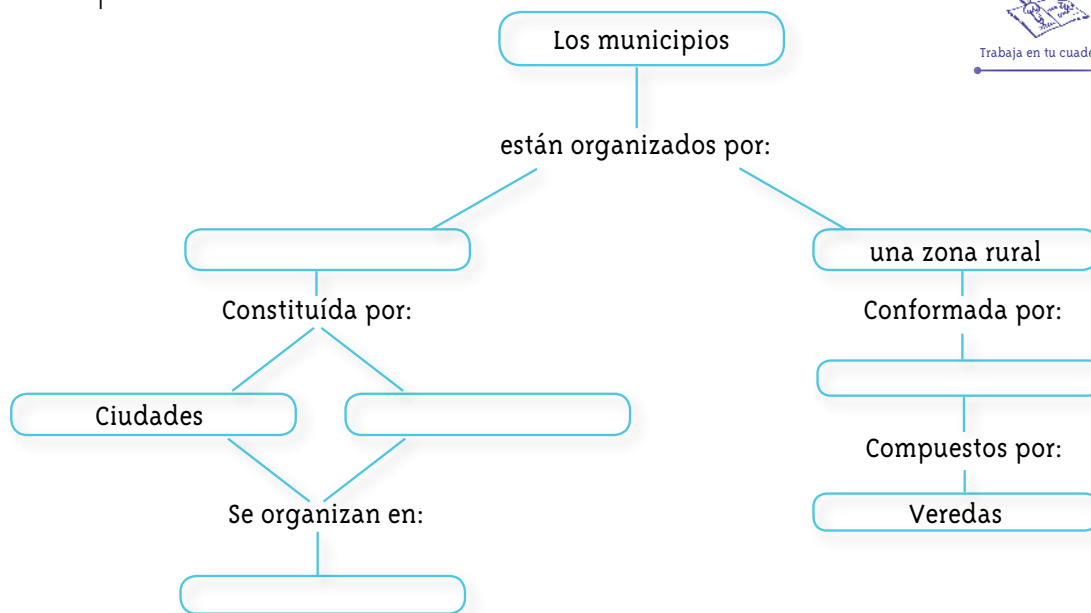 Los municipios
Trabaja en tu
están organizados por:
una zona rural
Constituída por:
Conformada por:
Ciudades
Compuestos por:
Se organizan en:
Veredas